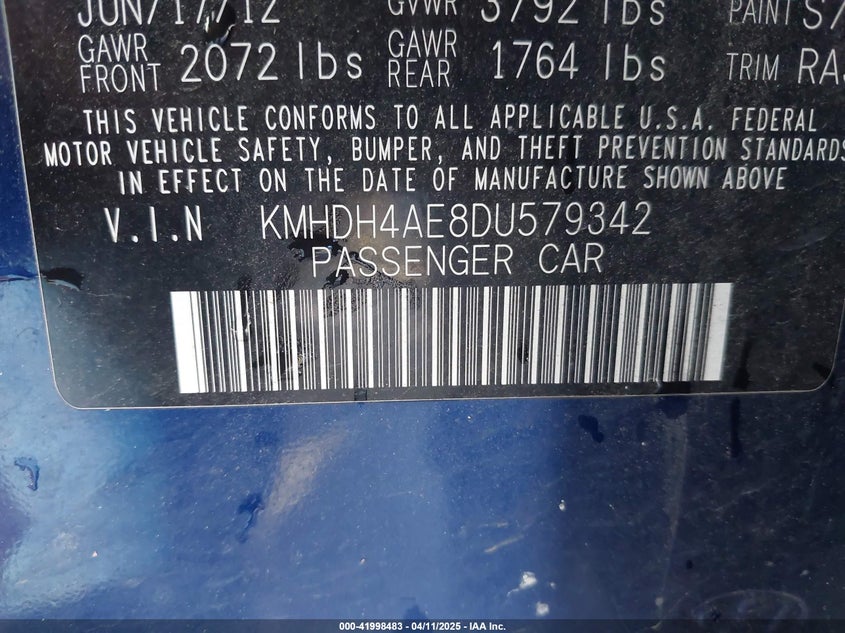 JUN/17/12 GVWR 3792 lbs PAINT
GAWR FRONT 2072 lbs GAWR REAR 1764 lbs TRIM
THIS VEHICLE CONFORMS TO ALL APPLICABLE U.S.A. FEDERAL
MOTOR VEHICLE SAFETY, BUMPER, AND THEFT PREVENTION STANDARDS
IN EFFECT ON THE DATE OF MANUFACTURE SHOWN ABOVE
V.I.N KMHDH4AE8DU579342
PASSENGER CAR
000-41998483 - 04/11/2025 - IAA Inc.